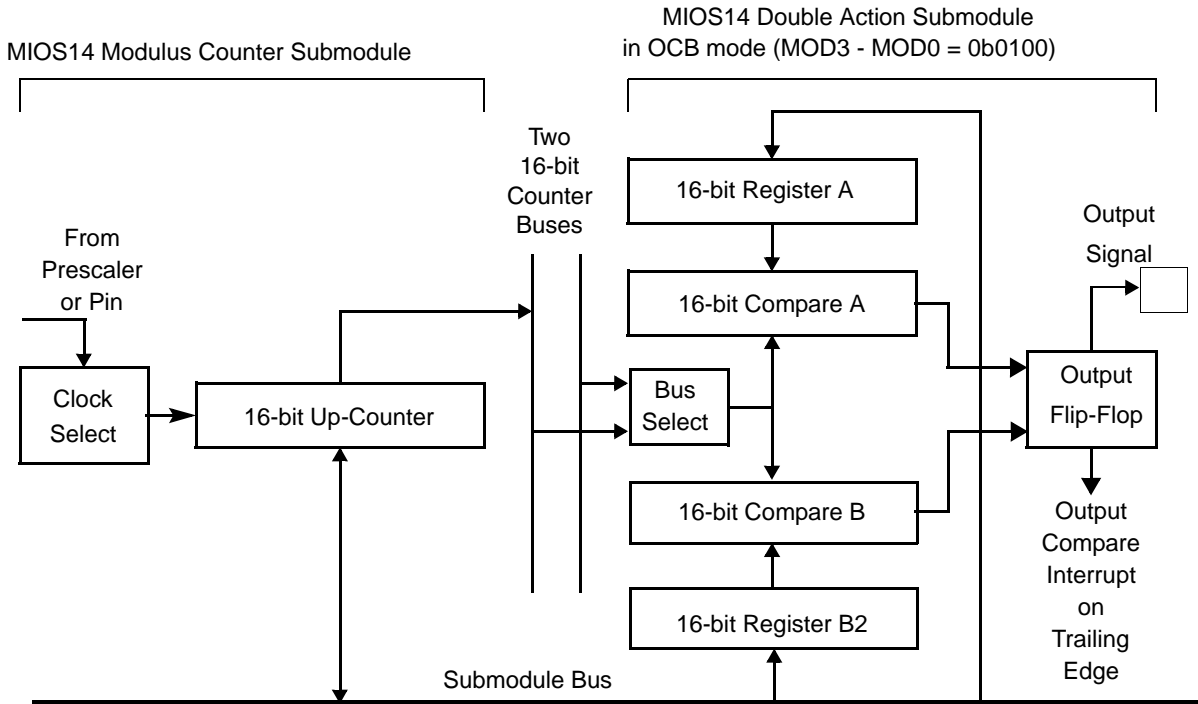 MIOS14 Modulus Counter Submodule
MIOS14 Double Action Submodule
in OCB mode (MOD3 - MOD0 = 0b0100)
Two
16-bit
Counter
Buses
From
Prescaler
or Pin
Clock
Select
16-bit Up-Counter
16-bit Register A
16-bit Compare A
Bus
Select
16-bit Compare B
16-bit Register B2
Output
Signal
Output
Flip-Flop
Output
Compare
Interrupt
on
Trailing
Edge
Submodule Bus